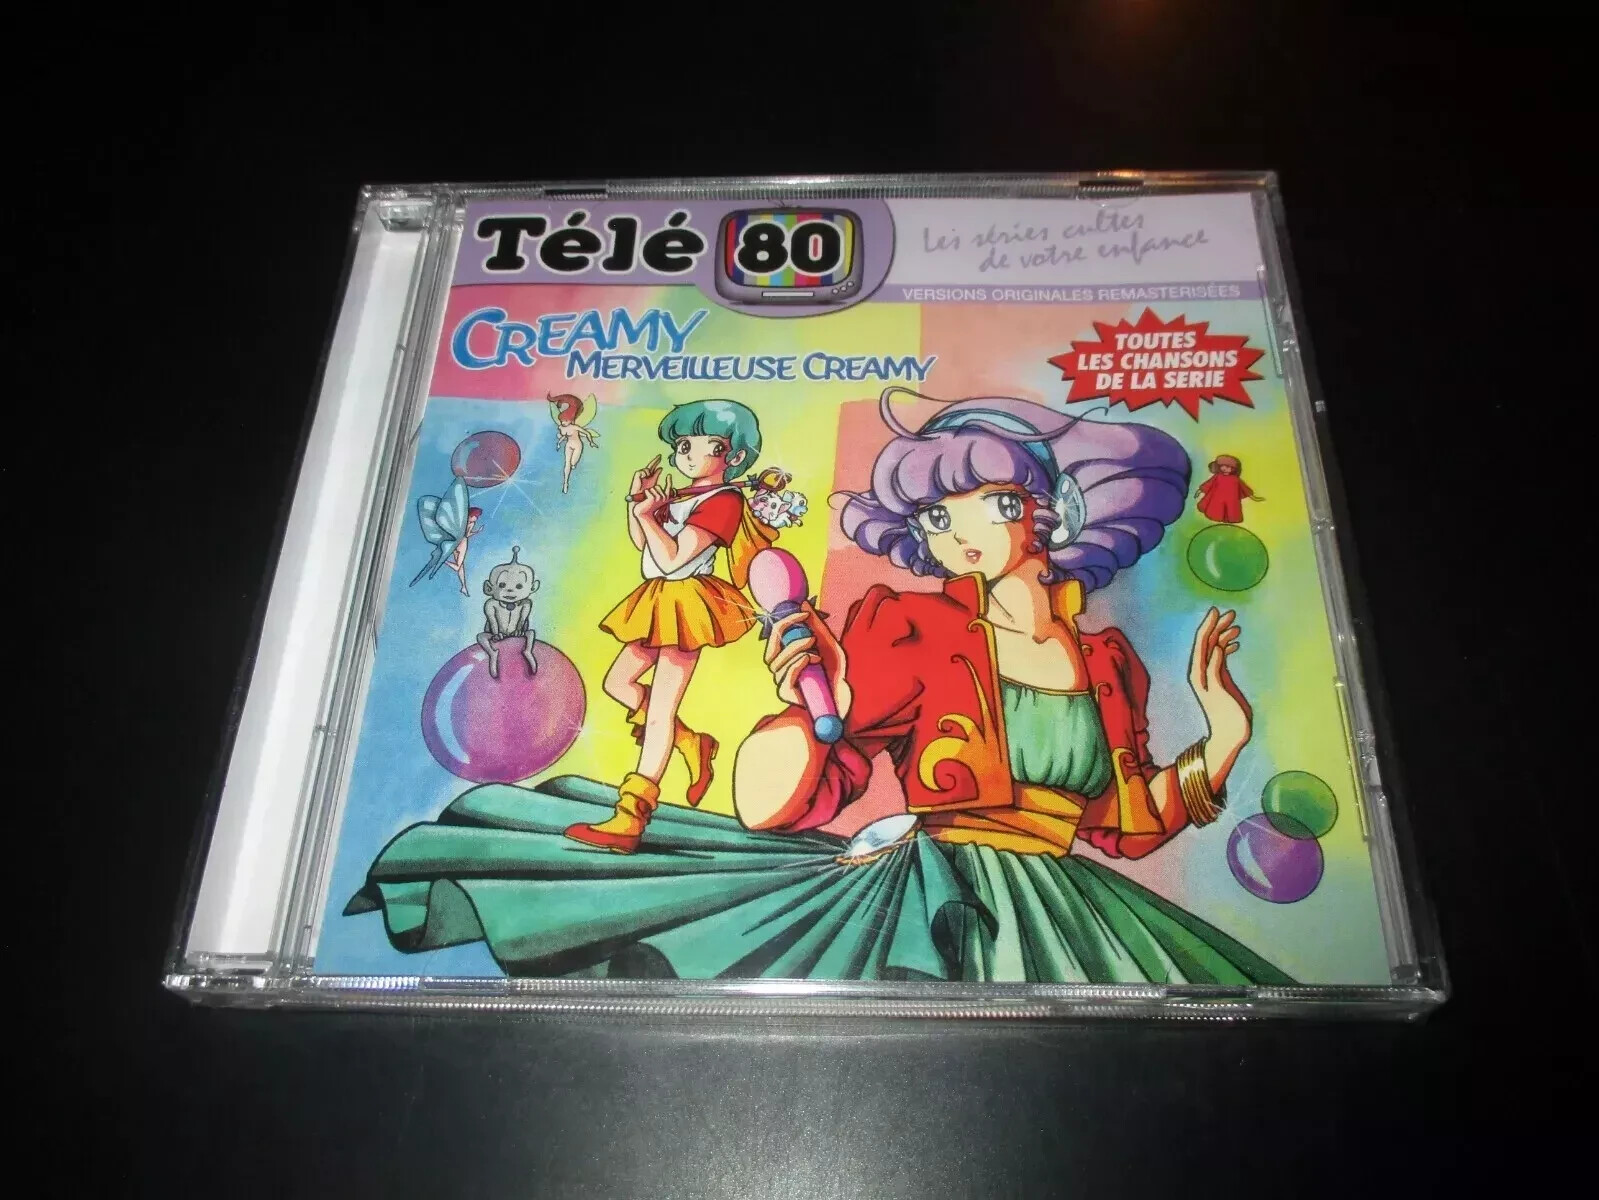 Télé 80
Les séries cultes
de votre enfance
VERSIONS ORIGINALES REMASTERISÉES
CREAMY
MERVEILLEUSE CREAMY
TOUTES
LES CHANSONS
DE LA SERIE